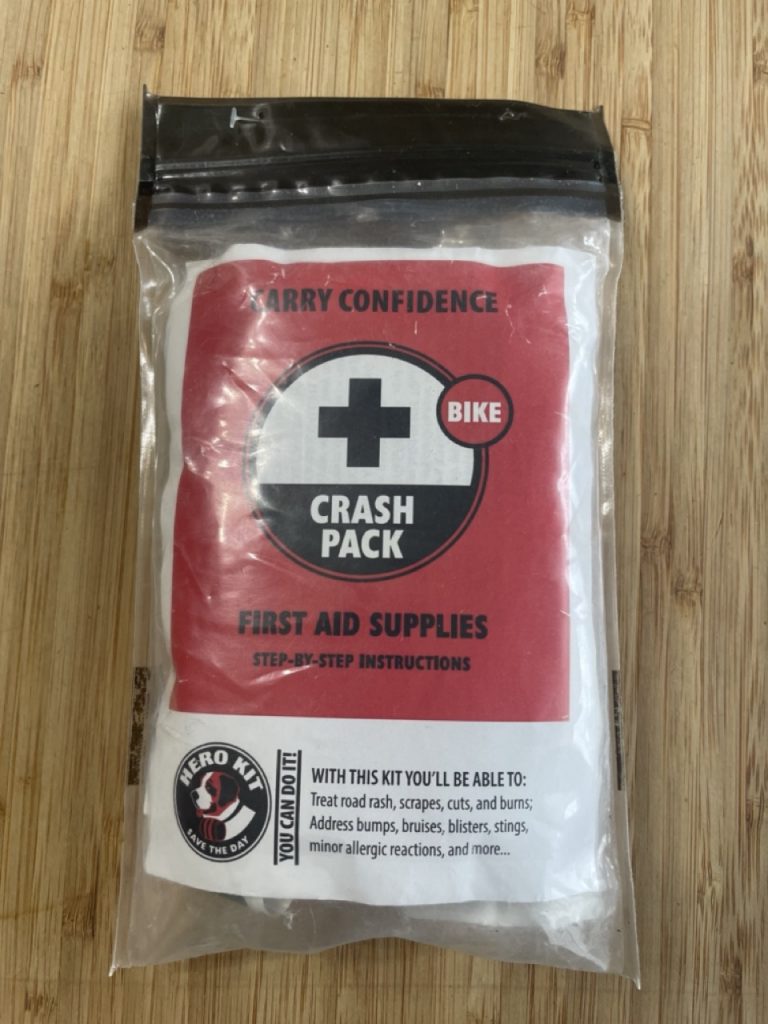 CARRY CONFIDENCE
BIKE
CRASH
PACK
FIRST AID SUPPLIES
STEP-BY-STEP INSTRUCTIONS
HERO KIT
SAVE THE DAY
YOU CAN DO IT!
WITH THIS KIT YOU'LL BE ABLE TO:
Treat road rash, scrapes, cuts, and burns;
Address bumps, bruises, blisters, stings,
minor allergic reactions, and more...